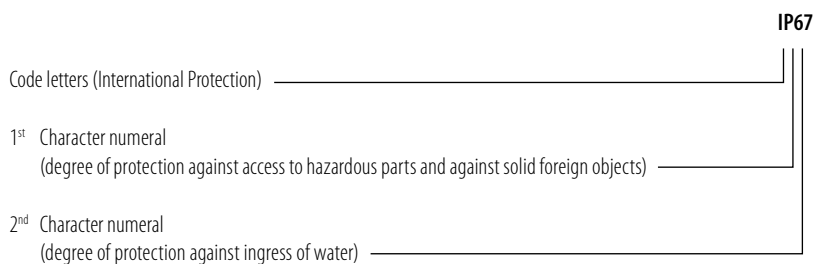 IP67
Code letters (International Protection)
1st Character numeral
(degree of protection against access to hazardous parts and against solid foreign objects)
2nd Character numeral
(degree of protection against ingress of water)